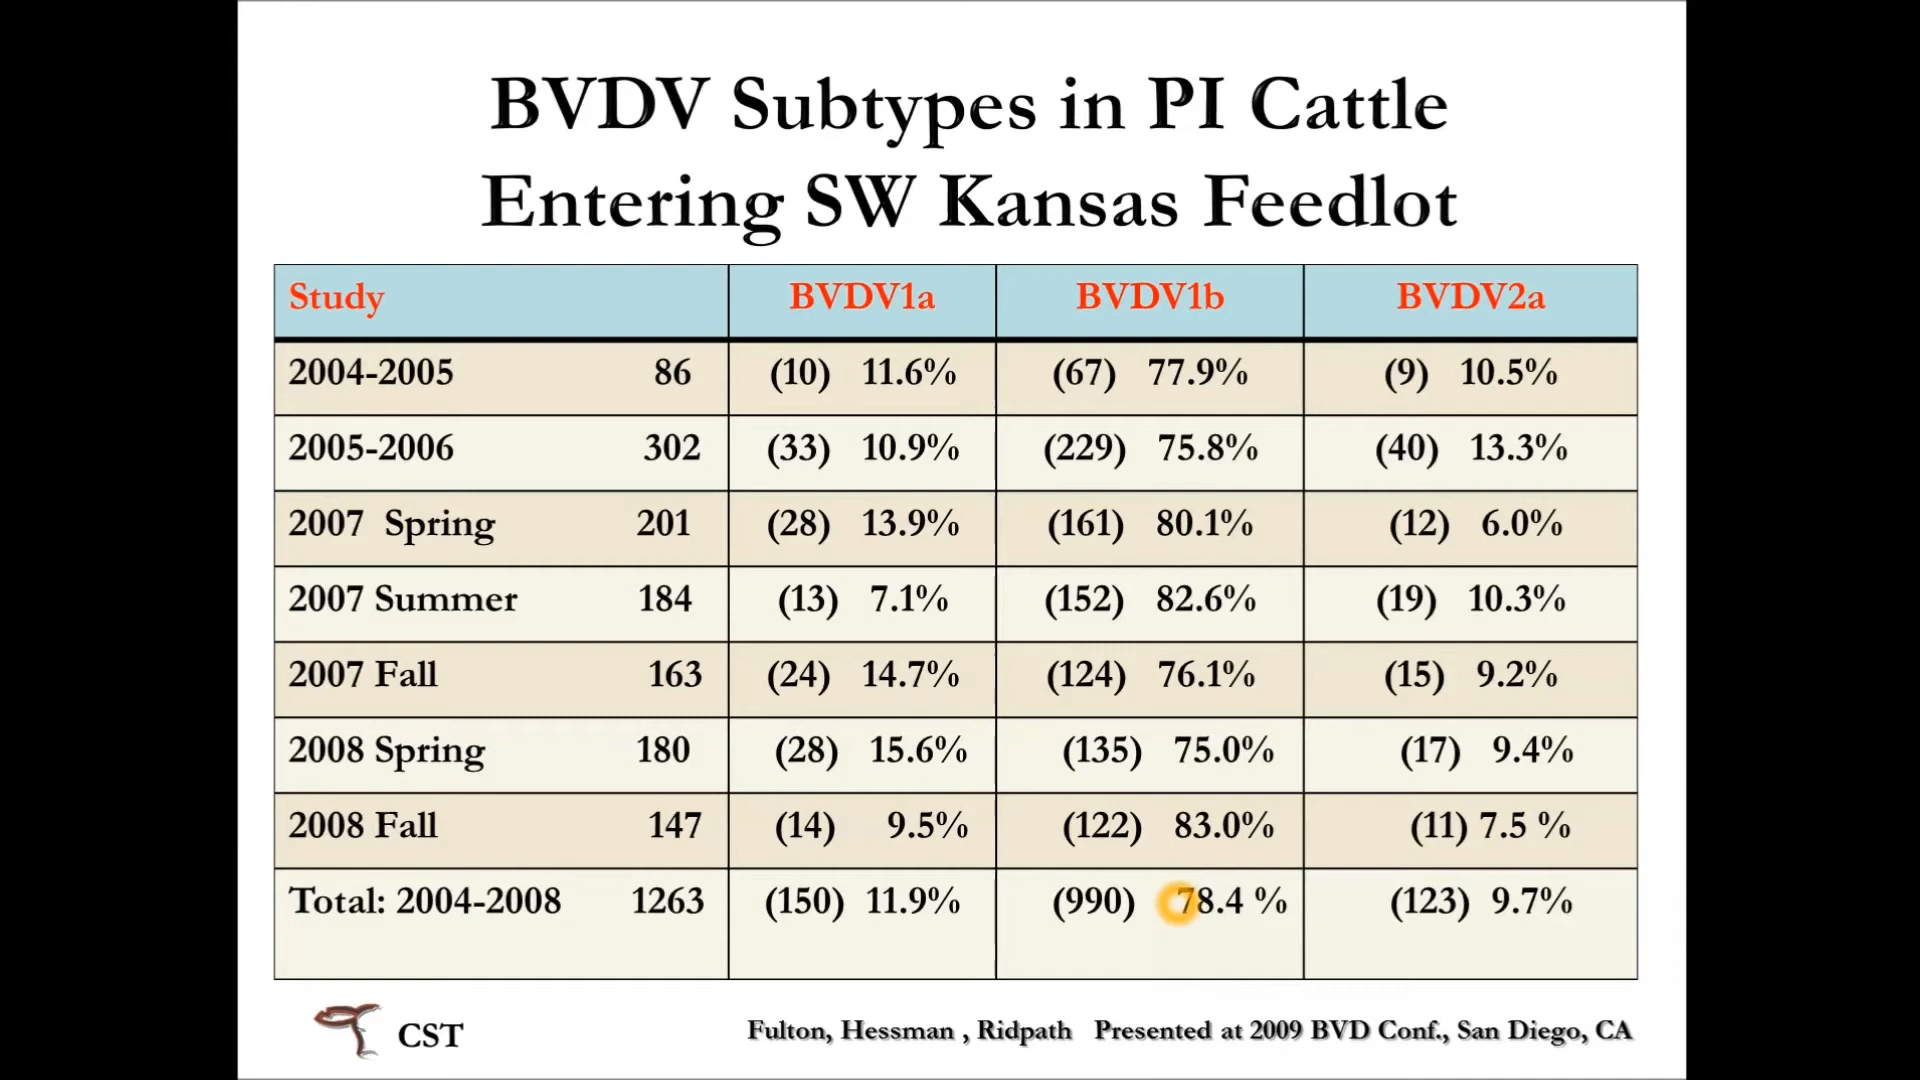 BVDV Subtypes in PI Cattle
Entering SW Kansas Feedlot
Study BVDV1a BVDV1b BVDV2a
2004-2005 86 (10) 11.6% (67) 77.9% (9) 10.5%
2005-2006 302 (33) 10.9% (229) 75.8% (40) 13.3%
2007 Spring 201 (28) 13.9% (161) 80.1% (12) 6.0%
2007 Summer 184 (13) 7.1% (152) 82.6% (19) 10.3%
2007 Fall 163 (24) 14.7% (124) 76.1% (15) 9.2%
2008 Spring 180 (28) 15.6% (135) 75.0% (17) 9.4%
2008 Fall 147 (14) 9.5% (122) 83.0% (11) 7.5 %
Total: 2004-2008 1263 (150) 11.9% (990) 78.4 % (123) 9.7%
CST
Fulton, Hessman , Ridpath Presented at 2009 BVD Conf., San Diego, CA